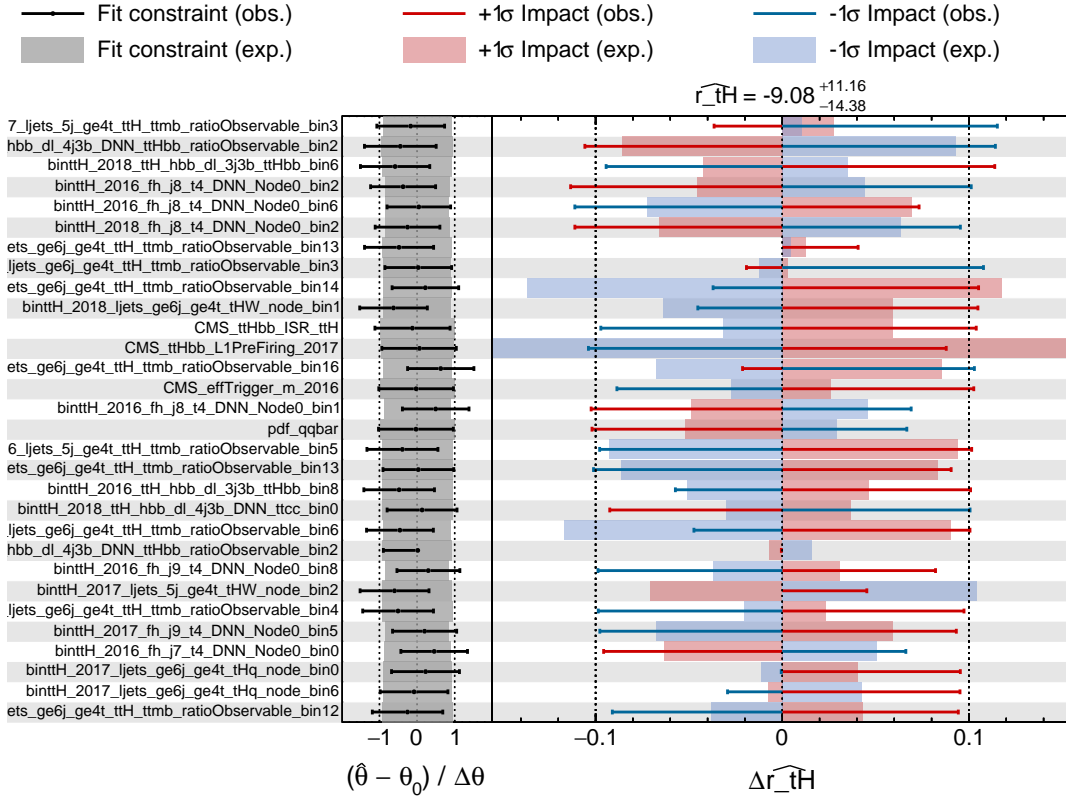 Fit constraint (obs.) +1σ Impact (obs.) -1σ Impact (obs.)
Fit constraint (exp.) +1σ Impact (exp.) -1σ Impact (exp.)
r_tH = -9.08 +11.16 −14.38
7_ljets_5j_ge4t_ttH_ttmb_ratioObservable_bin3
hbb_dl_4j3b_DNN_ttHbb_ratioObservable_bin2
binttH_2018_ttH_hbb_dl_3j3b_ttHbb_bin6
binttH_2016_fh_j8_t4_DNN_Node0_bin2
binttH_2016_fh_j8_t4_DNN_Node0_bin6
binttH_2018_fh_j8_t4_DNN_Node0_bin2
ets_ge6j_ge4t_ttH_ttmb_ratioObservable_bin13
ljets_ge6j_ge4t_ttH_ttmb_ratioObservable_bin3
ets_ge6j_ge4t_ttH_ttmb_ratioObservable_bin14
binttH_2018_ljets_ge6j_ge4t_tHW_node_bin1
CMS_ttHbb_ISR_ttH
CMS_ttHbb_L1PreFiring_2017
ets_ge6j_ge4t_ttH_ttmb_ratioObservable_bin16
CMS_effTrigger_m_2016
binttH_2016_fh_j8_t4_DNN_Node0_bin1
pdf_qqbar
6_ljets_5j_ge4t_ttH_ttmb_ratioObservable_bin5
ets_ge6j_ge4t_ttH_ttmb_ratioObservable_bin13
binttH_2016_ttH_hbb_dl_3j3b_ttHbb_bin8
binttH_2018_ttH_hbb_dl_4j3b_DNN_ttcc_bin0
ljets_ge6j_ge4t_ttH_ttmb_ratioObservable_bin6
hbb_dl_4j3b_DNN_ttHbb_ratioObservable_bin2
binttH_2016_fh_j9_t4_DNN_Node0_bin8
binttH_2017_ljets_5j_ge4t_tHW_node_bin2
ljets_ge6j_ge4t_ttH_ttmb_ratioObservable_bin4
binttH_2017_fh_j9_t4_DNN_Node0_bin5
binttH_2016_fh_j7_t4_DNN_Node0_bin0
binttH_2017_ljets_ge6j_ge4t_tHq_node_bin0
binttH_2017_ljets_ge6j_ge4t_tHq_node_bin6
ets_ge6j_ge4t_ttH_ttmb_ratioObservable_bin12
−1 0 1 −0.1 0 0.1
(θ̂ − θ0) / Δθ Δr_tH